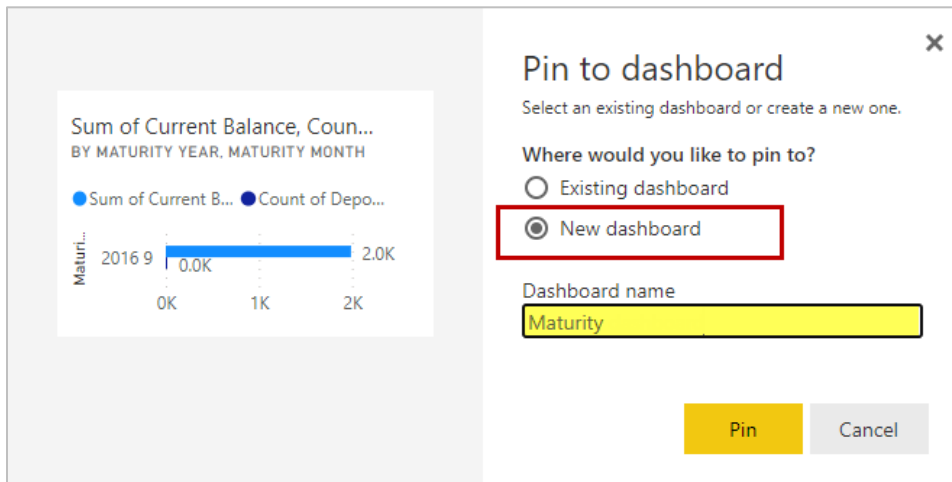 Sum of Current Balance, Coun...
BY MATURITY YEAR, MATURITY MONTH
Sum of Current B... Count of Depo...
Maturi...
2016 9
2.0K
0.0K
0K 1K 2K
Pin to dashboard
Select an existing dashboard or create a new one.
Where would you like to pin to?
Existing dashboard
New dashboard
Dashboard name
Maturity
Pin Cancel